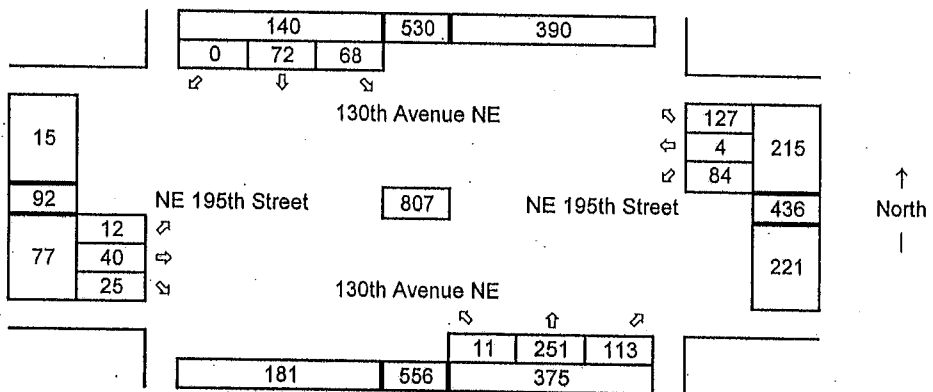 140 530 390
0 72 68
130th Avenue NE
127
15 4 215
84
92 NE 195th Street 807 NE 195th Street 436 North
12
77 40 221
25
130th Avenue NE
11 251 113
181 556 375